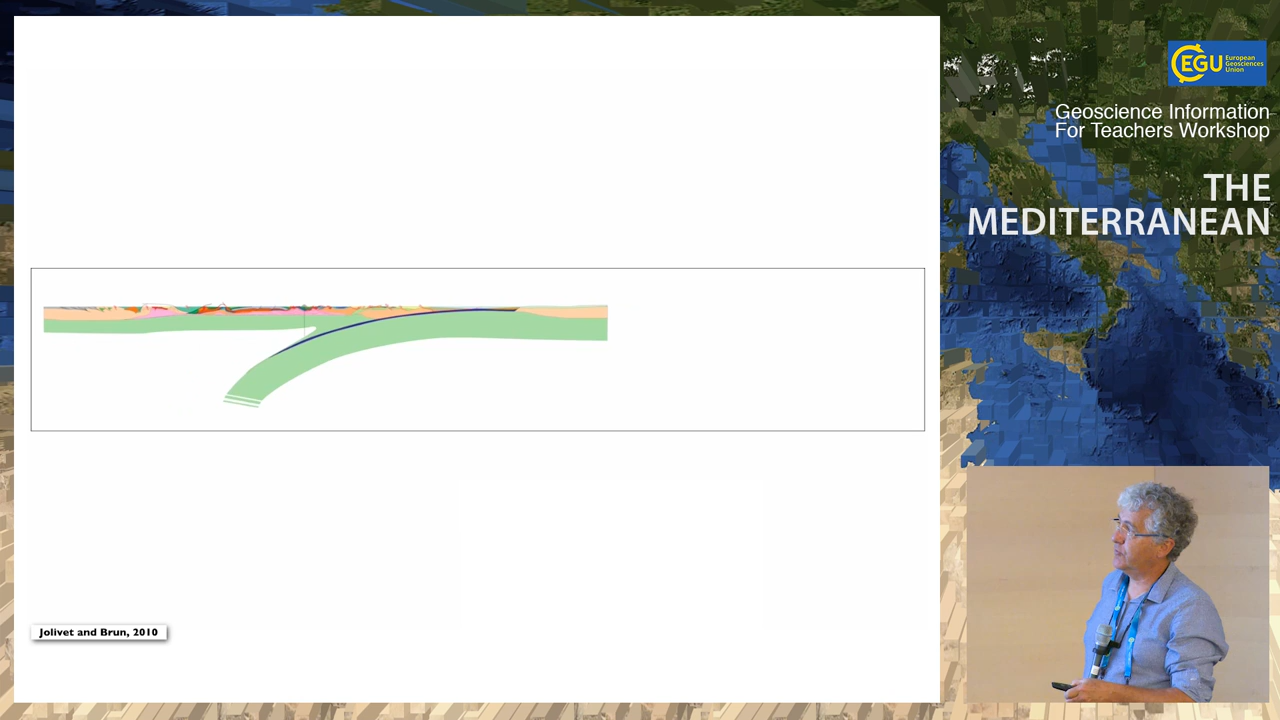 EGU
European
Geosciences
Union
Geoscience Information
For Teachers Workshop
THE
MEDITERRANEAN
Jolivet and Brun, 2010